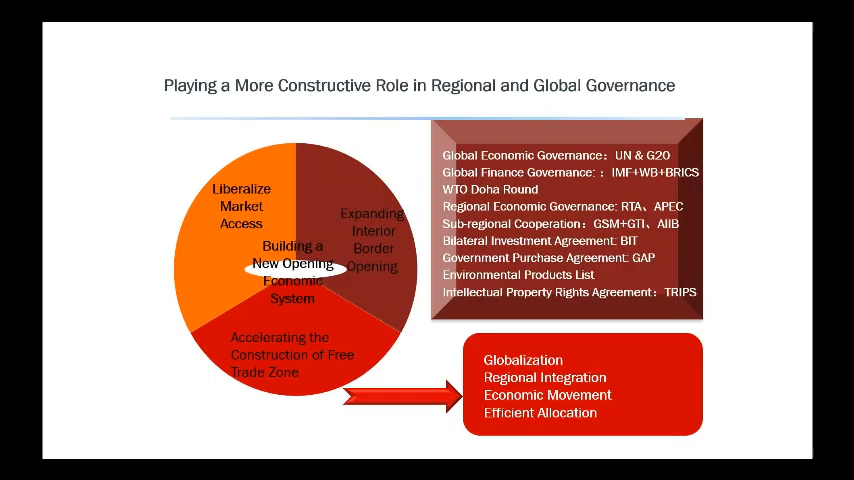 Playing a More Constructive Role in Regional and Global Governance
Liberalize
Market
Access
Expanding
Interior
Border
Opening
Building a
New Opening
Economic
System
Accelerating the
Construction of Free
Trade Zone
Global Economic Governance：UN & G20
Global Finance Governance: ：IMF+WB+BRICS
WTO Doha Round
Regional Economic Governance: RTA、APEC
Sub-regional Cooperation：GSM+GTI、AIIB
Bilateral Investment Agreement: BIT
Government Purchase Agreement: GAP
Environmental Products List
Intellectual Property Rights Agreement：TRIPS
Globalization
Regional Integration
Economic Movement
Efficient Allocation